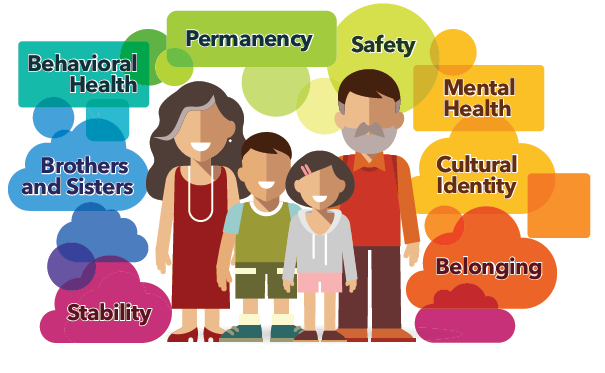 Permanency
Safety
Behavioral
Health
Mental
Health
Brothers
and Sisters
Cultural
Identity
Belonging
Stability